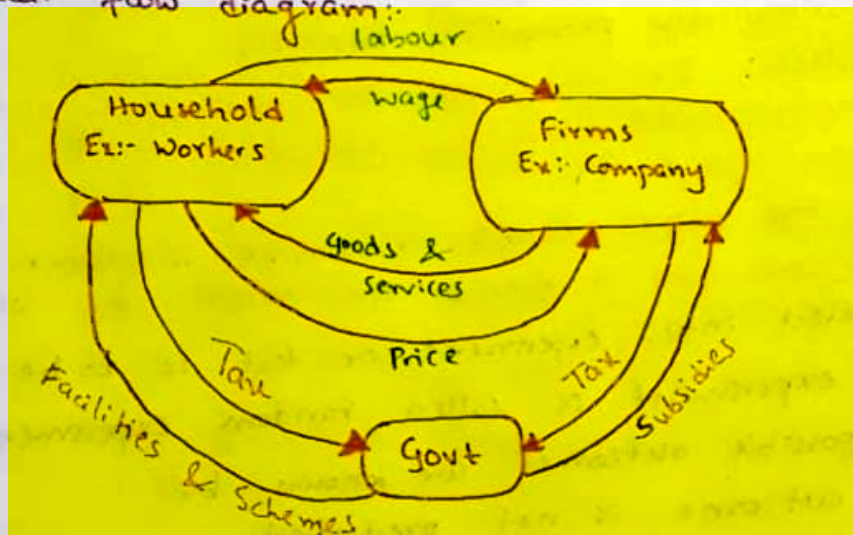 flow diagram:-
labour
wage
Household
Ex:- Workers
Firms
Ex:- Company
Goods &
Services
Price
Tax
Tax
Facilities & Schemes
Subsidies
Govt